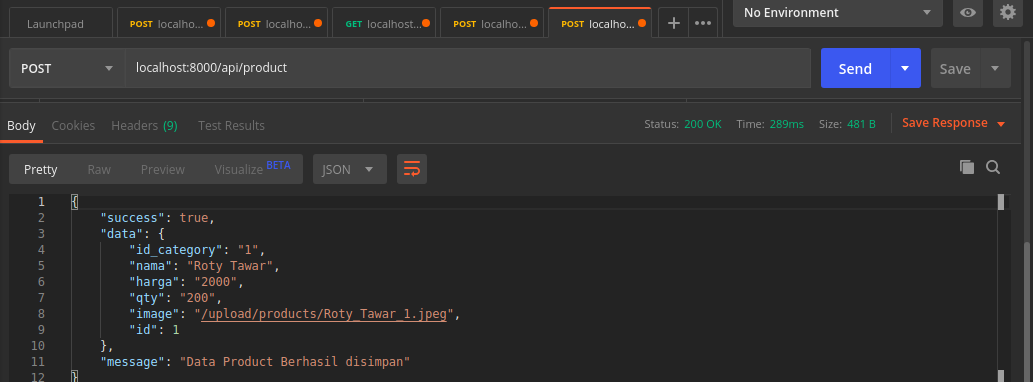 Launchpad POST localho... POST localho... GET localhost... POST localho... POST localho... + ••• No Environment
POST localhost:8000/api/product Send Save
Body Cookies Headers (9) Test Results Status: 200 OK Time: 289ms Size: 481 B Save Response
Pretty Raw Preview Visualize BETA JSON
1 {
2 "success": true,
3 "data": {
4 "id_category": "1",
5 "nama": "Roty Tawar",
6 "harga": "2000",
7 "qty": "200",
8 "image": "/upload/products/Roty_Tawar_1.jpeg",
9 "id": 1
10 },
11 "message": "Data Product Berhasil disimpan"
12 }